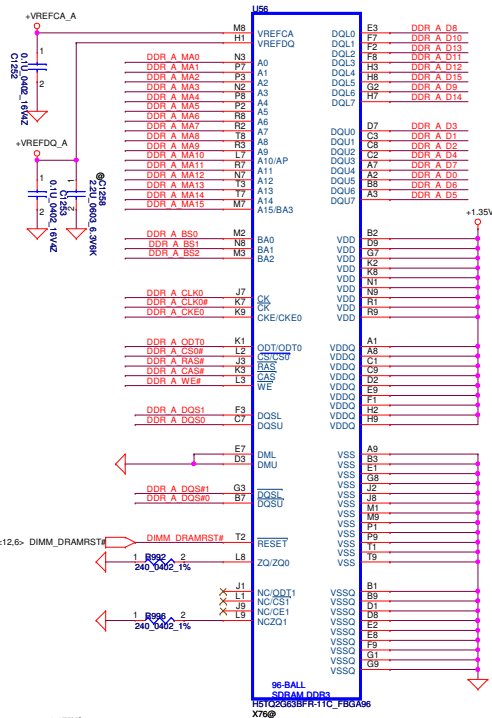 U56
+VREFCA_A
M8 VREFCA
H1 VREFDQ
DQL0 E3 DDR_A_D8
DQL1 F7 DDR_A_D10
DQL2 F2 DDR_A_D13
DQL3 F8 DDR_A_D11
DQL4 H3 DDR_A_D12
DQL5 H8 DDR_A_D15
DQL6 G2 DDR_A_D9
DQL7 H7 DDR_A_D14
1
2
C1252
0.1U_0402_16V4Z
DDR_A_MA0 N3 A0
DDR_A_MA1 P7 A1
DDR_A_MA2 P3 A2
DDR_A_MA3 N2 A3
DDR_A_MA4 P8 A4
DDR_A_MA5 P2 A5
DDR_A_MA6 R8 A6
DDR_A_MA7 R2 A7
DDR_A_MA8 T8 A8
DDR_A_MA9 R3 A9
DDR_A_MA10 L7 A10/AP
DDR_A_MA11 R7 A11
DDR_A_MA12 N7 A12
DDR_A_MA13 T3 A13
DDR_A_MA14 T7 A14
DDR_A_MA15 M7 A15/BA3
DQU0 D7 DDR_A_D3
DQU1 C3 DDR_A_D1
DQU2 C8 DDR_A_D2
DQU3 C2 DDR_A_D4
DQU4 A7 DDR_A_D7
DQU5 A2 DDR_A_D0
DQU6 B8 DDR_A_D6
DQU7 A3 DDR_A_D5
+VREFDQ_A
1
2
C1253
0.1U_0402_16V4Z
1
2
@C1258
2.2U_0603_6.3V6K
+1.35V
DDR_A_BS0 M2 BA0
DDR_A_BS1 N8 BA1
DDR_A_BS2 M3 BA2
VDD B2
VDD D9
VDD G7
VDD K2
VDD K8
VDD N1
VDD N9
VDD R1
VDD R9
DDR_A_CLK0 J7 CK
DDR_A_CLK0# K7 CK
DDR_A_CKE0 K9 CKE/CKE0
DDR_A_ODT0 K1 ODT/ODT0
DDR_A_CS0# L2 CS/CS0
DDR_A_RAS# J3 RAS
DDR_A_CAS# K3 CAS
DDR_A_WE# L3 WE
VDDQ A1
VDDQ A8
VDDQ C1
VDDQ C9
VDDQ D2
VDDQ E9
VDDQ F1
VDDQ H2
VDDQ H9
DDR_A_DQS1 F3 DQSL
DDR_A_DQS0 C7 DQSU
E7 DML
D3 DMU
DDR_A_DQS#1 G3 DQSL
DDR_A_DQS#0 B7 DQSU
VSS A9
VSS B3
VSS E1
VSS G8
VSS J2
VSS J8
VSS M1
VSS M9
VSS P1
VSS P9
VSS T1
VSS T9
<12,6> DIMM_DRAMRST# DIMM_DRAMRST# T2 RESET
1 R992 2 L8 ZQ/ZQ0
240_0402_1%
J1 NC/ODT1
L1 NC/CS1
J9 NC/CE1
L9 NCZQ1
1 R996 2
240_0402_1%
VSSQ B1
VSSQ B9
VSSQ D1
VSSQ D8
VSSQ E2
VSSQ E8
VSSQ F9
VSSQ G1
VSSQ G9
96-BALL
SDRAM DDR3
H5TQ2G63BFR-11C_FBGA96
X76@